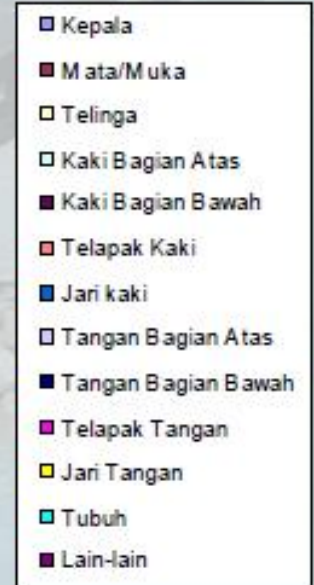 Kepala
Mata/Muka
Telinga
Kaki Bagian Atas
Kaki Bagian Bawah
Telapak Kaki
Jari kaki
Tangan Bagian Atas
Tangan Bagian Bawah
Telapak Tangan
Jari Tangan
Tubuh
Lain-lain